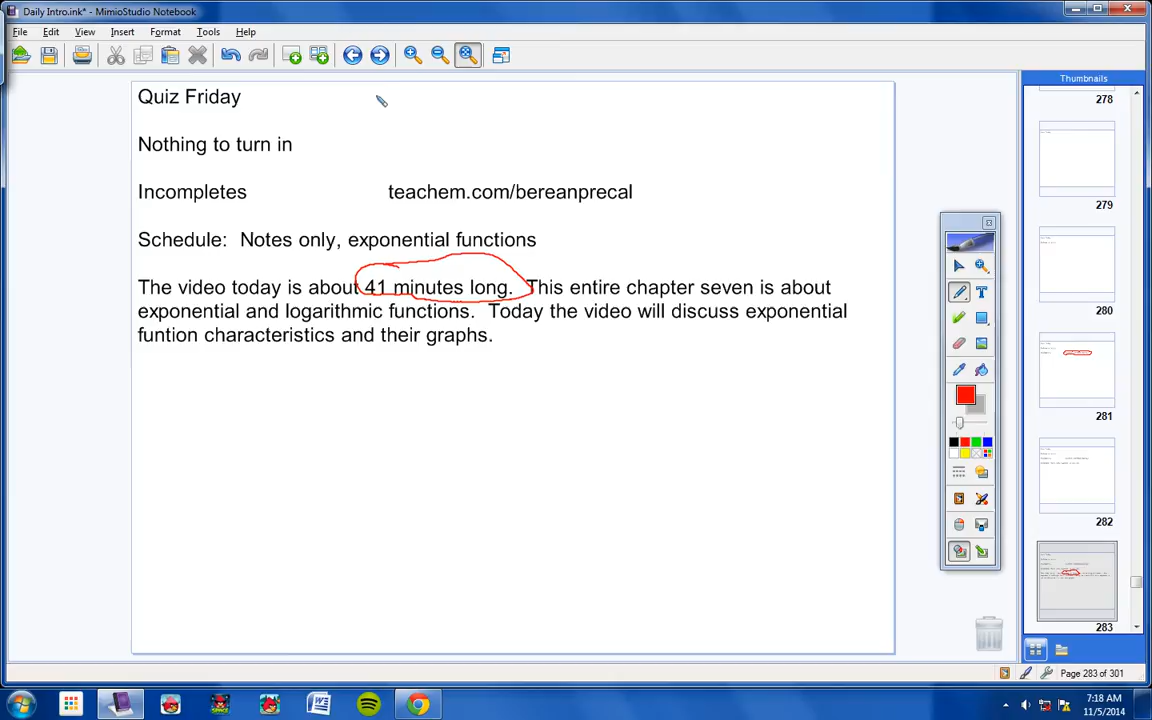 Daily Intro.ink* - MimioStudio Notebook
File Edit View Insert Format Tools Help
Thumbnails
Quiz Friday
Nothing to turn in
Incompletes teachem.com/bereanprecal
Schedule: Notes only, exponential functions
The video today is about 41 minutes long. This entire chapter seven is about
exponential and logarithmic functions. Today the video will discuss exponential
funtion characteristics and their graphs.
278
279
280
281
282
283
Page 283 of 301
7:18 AM
11/5/2014